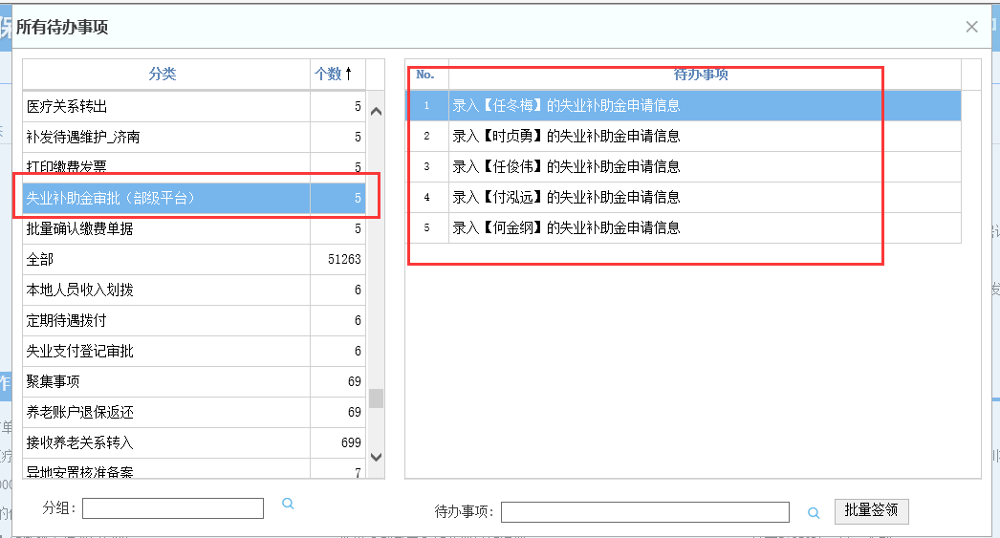 所有待办事项
分类 个数↑
医疗关系转出 5
补发待遇维护_济南 5
打印缴费发票 5
失业补助金审批（部级平台） 5
批量确认缴费单据 5
全部 51263
本地人员收入划拨 6
定期待遇拨付 6
失业支付登记审批 6
聚集事项 69
养老账户退保返还 69
接收养老关系转入 699
异地安置核准备案 7
分组：
No. 待办事项
1 录入【任冬梅】的失业补助金申请信息
2 录入【时贞勇】的失业补助金申请信息
3 录入【任俊伟】的失业补助金申请信息
4 录入【付泓远】的失业补助金申请信息
5 录入【何金纲】的失业补助金申请信息
待办事项：
批量签领